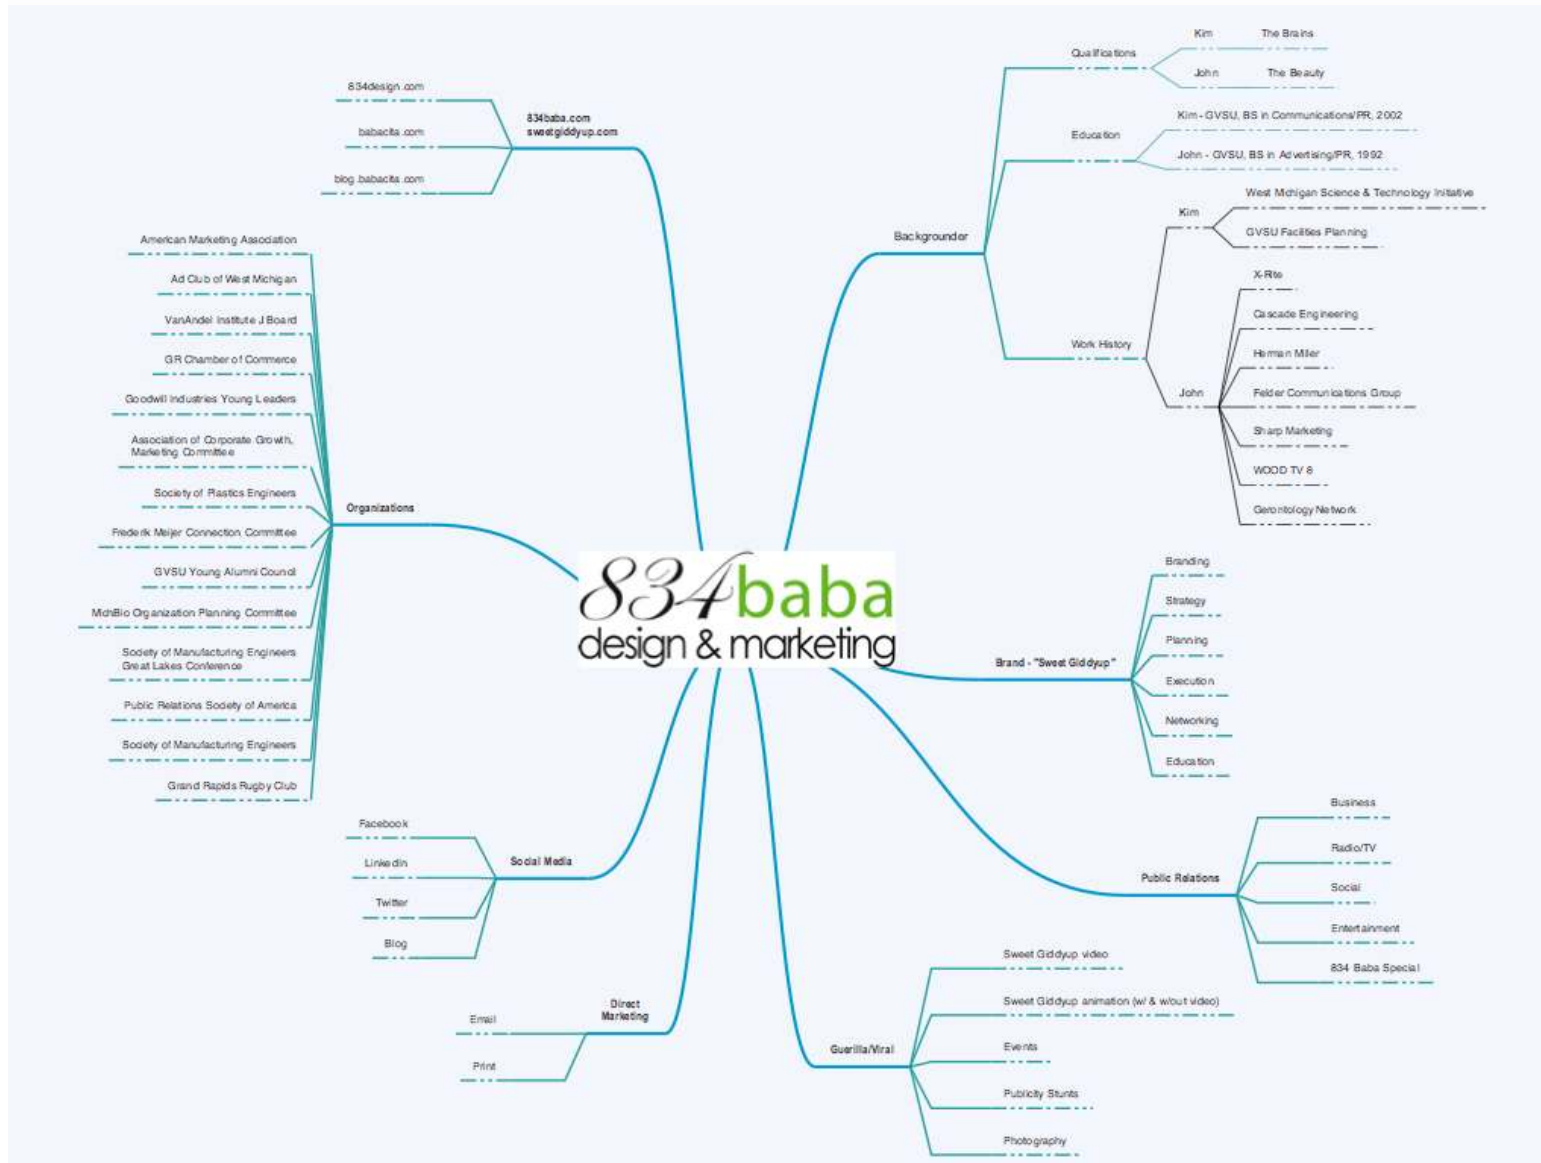 834design.com
babacita.com
blog.babacita.com
834baba.com
sweetgiddyup.com
American Marketing Association
Ad Club of West Michigan
VanAndel Institute J Board
GR Chamber of Commerce
Goodwill Industries Young Leaders
Association of Corporate Growth,
Marketing Committee
Society of Plastics Engineers
Frederik Meijer Connection Committee
GVSU Young Alumni Council
MichBio Organization Planning Committee
Society of Manufacturing Engineers
Great Lakes Conference
Public Relations Society of America
Society of Manufacturing Engineers
Grand Rapids Rugby Club
Organizations
Facebook
LinkedIn
Twitter
Blog
Social Media
Email
Print
Direct
Marketing
834baba
design & marketing
Backgrounder
Qualifications
Kim The Brains
John The Beauty
Education
Kim - GVSU, BS in Communications/PR, 2002
John - GVSU, BS in Advertising/PR, 1992
Work History
Kim
West Michigan Science & Technology Initiative
GVSU Facilities Planning
John
X-Rite
Cascade Engineering
Herman Miller
Felder Communications Group
Sharp Marketing
WOOD TV 8
Gerontology Network
Brand - "Sweet Giddyup"
Branding
Strategy
Planning
Execution
Networking
Education
Public Relations
Business
Radio/TV
Social
Entertainment
834 Baba Special
Guerilla/Viral
Sweet Giddyup video
Sweet Giddyup animation (w/ & w/out video)
Events
Publicity Stunts
Photography